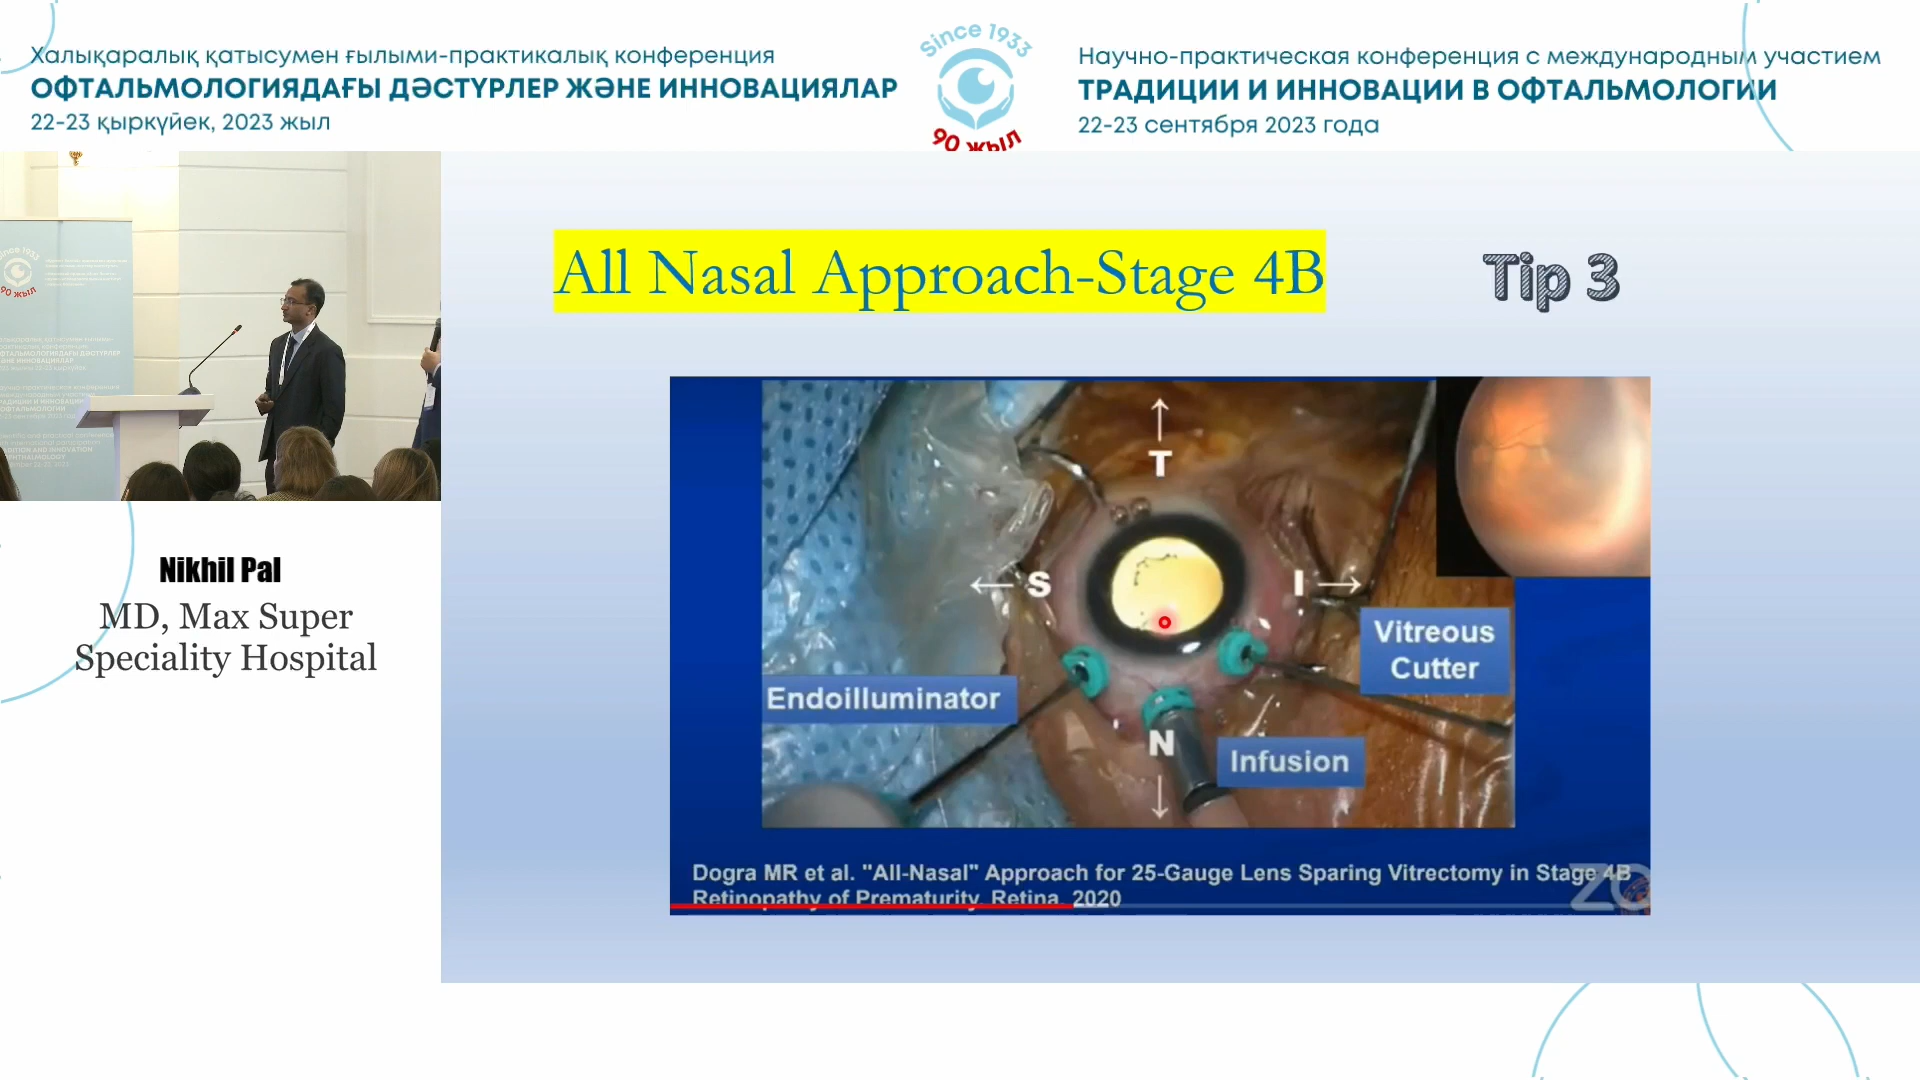 Халықаралық қатысумен ғылыми-практикалық конференция
ОФТАЛЬМОЛОГИЯДАҒЫ ДӘСТҮРЛЕР ЖӘНЕ ИННОВАЦИЯЛАР
22-23 қыркүйек, 2023 жыл
Since 1933
90 жыл
Научно-практическая конференция с международным участием
ТРАДИЦИИ И ИННОВАЦИИ В ОФТАЛЬМОЛОГИИ
22-23 сентября 2023 года
90 жыл
Nikhil Pal
MD, Max Super
Speciality Hospital
All Nasal Approach-Stage 4B
Tip 3
T
S
I
N
Vitreous
Cutter
Endoilluminator
Infusion
Dogra MR et al. "All-Nasal" Approach for 25-Gauge Lens Sparing Vitrectomy in Stage 4B
Retinopathy of Prematurity. Retina. 2020